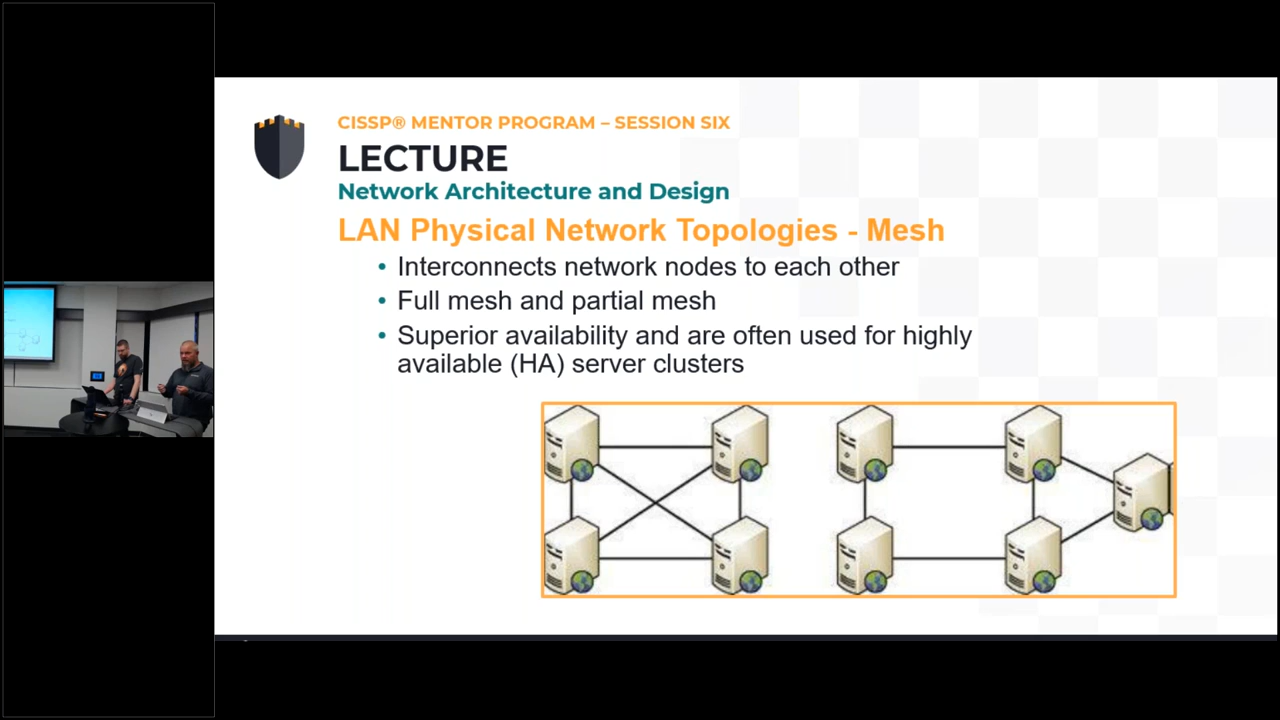 CISSP® MENTOR PROGRAM – SESSION SIX
LECTURE
Network Architecture and Design
LAN Physical Network Topologies - Mesh
• Interconnects network nodes to each other
• Full mesh and partial mesh
• Superior availability and are often used for highly
available (HA) server clusters